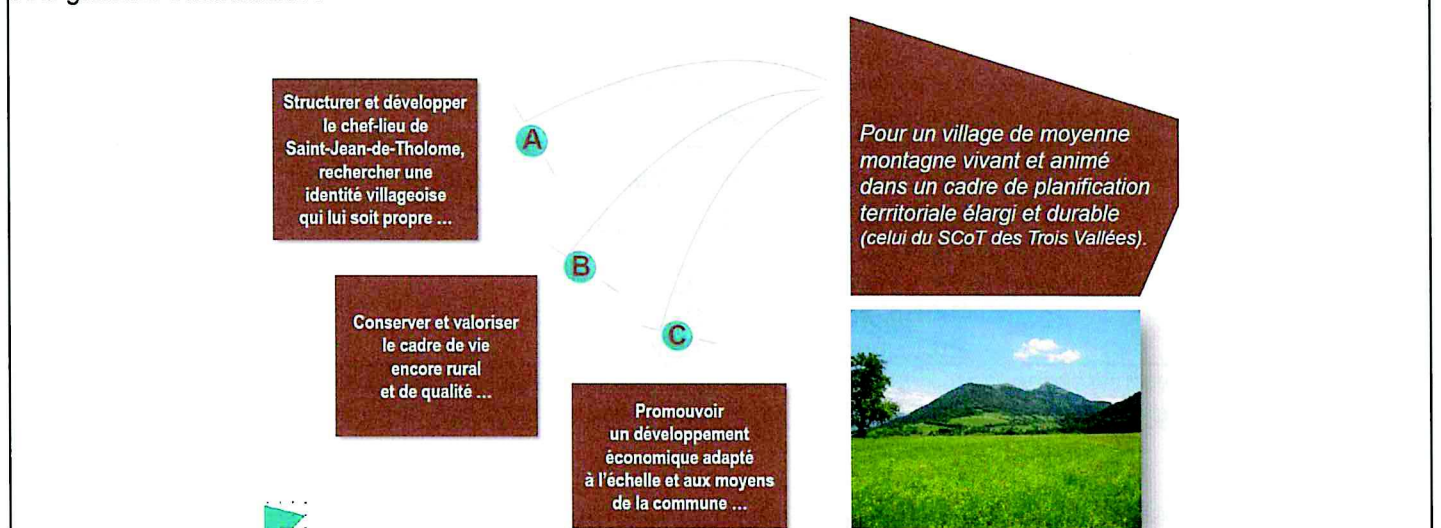 Structurer et développer
le chef-lieu de
Saint-Jean-de-Tholome,
rechercher une
identité villageoise
qui lui soit propre ...
A
Pour un village de moyenne
montagne vivant et animé
dans un cadre de planification
territoriale élargi et durable
(celui du SCoT des Trois Vallées).
B
Conserver et valoriser
le cadre de vie
encore rural
et de qualité ...
C
Promouvoir
un développement
économique adapté
à l'échelle et aux moyens
de la commune ...